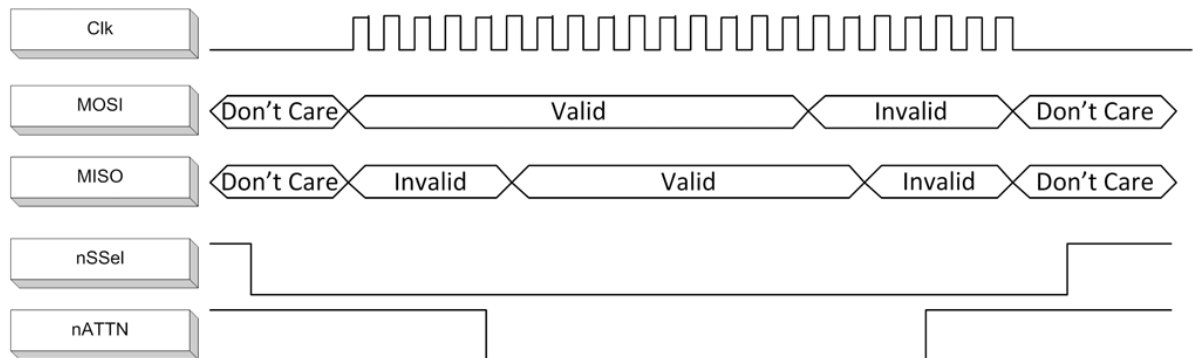 Clk
MOSI
Don't Care Valid Invalid Don't Care
MISO
Don't Care Invalid Valid Invalid Don't Care
nSSel
nATTN